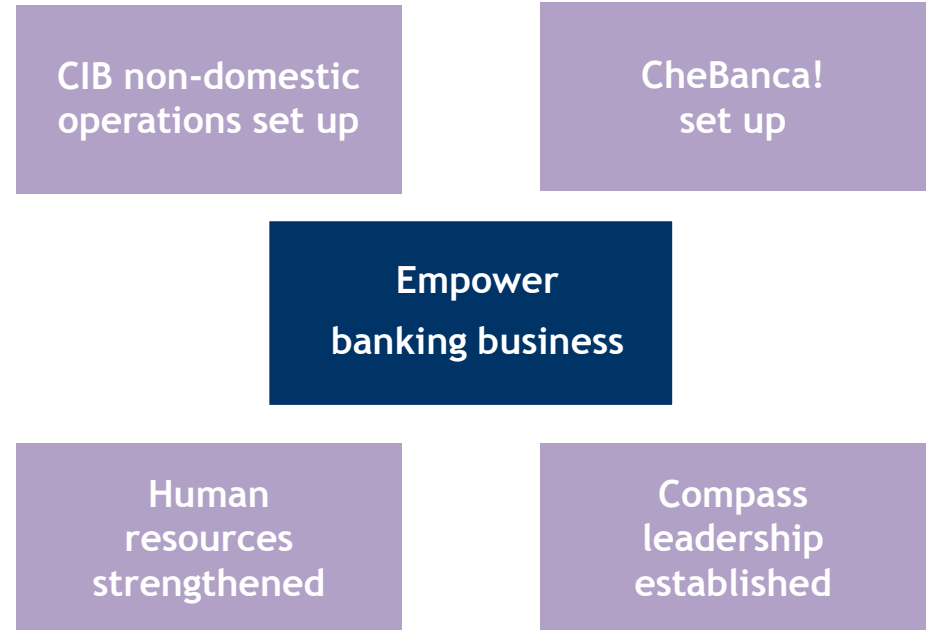 CIB non-domestic
operations set up
CheBanca!
set up
Empower
banking business
Human
resources
strengthened
Compass
leadership
established